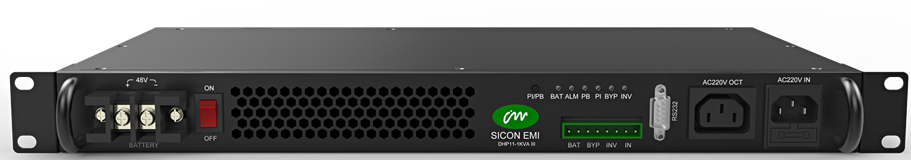 48V
+ −
BATTERY
ON
OFF
SICON EMI
DHP11-1KVA III
PI/PB BAT ALM PB PI BYP INV
BAT BYP INV IN
RS232
AC220V OCT
AC220V IN